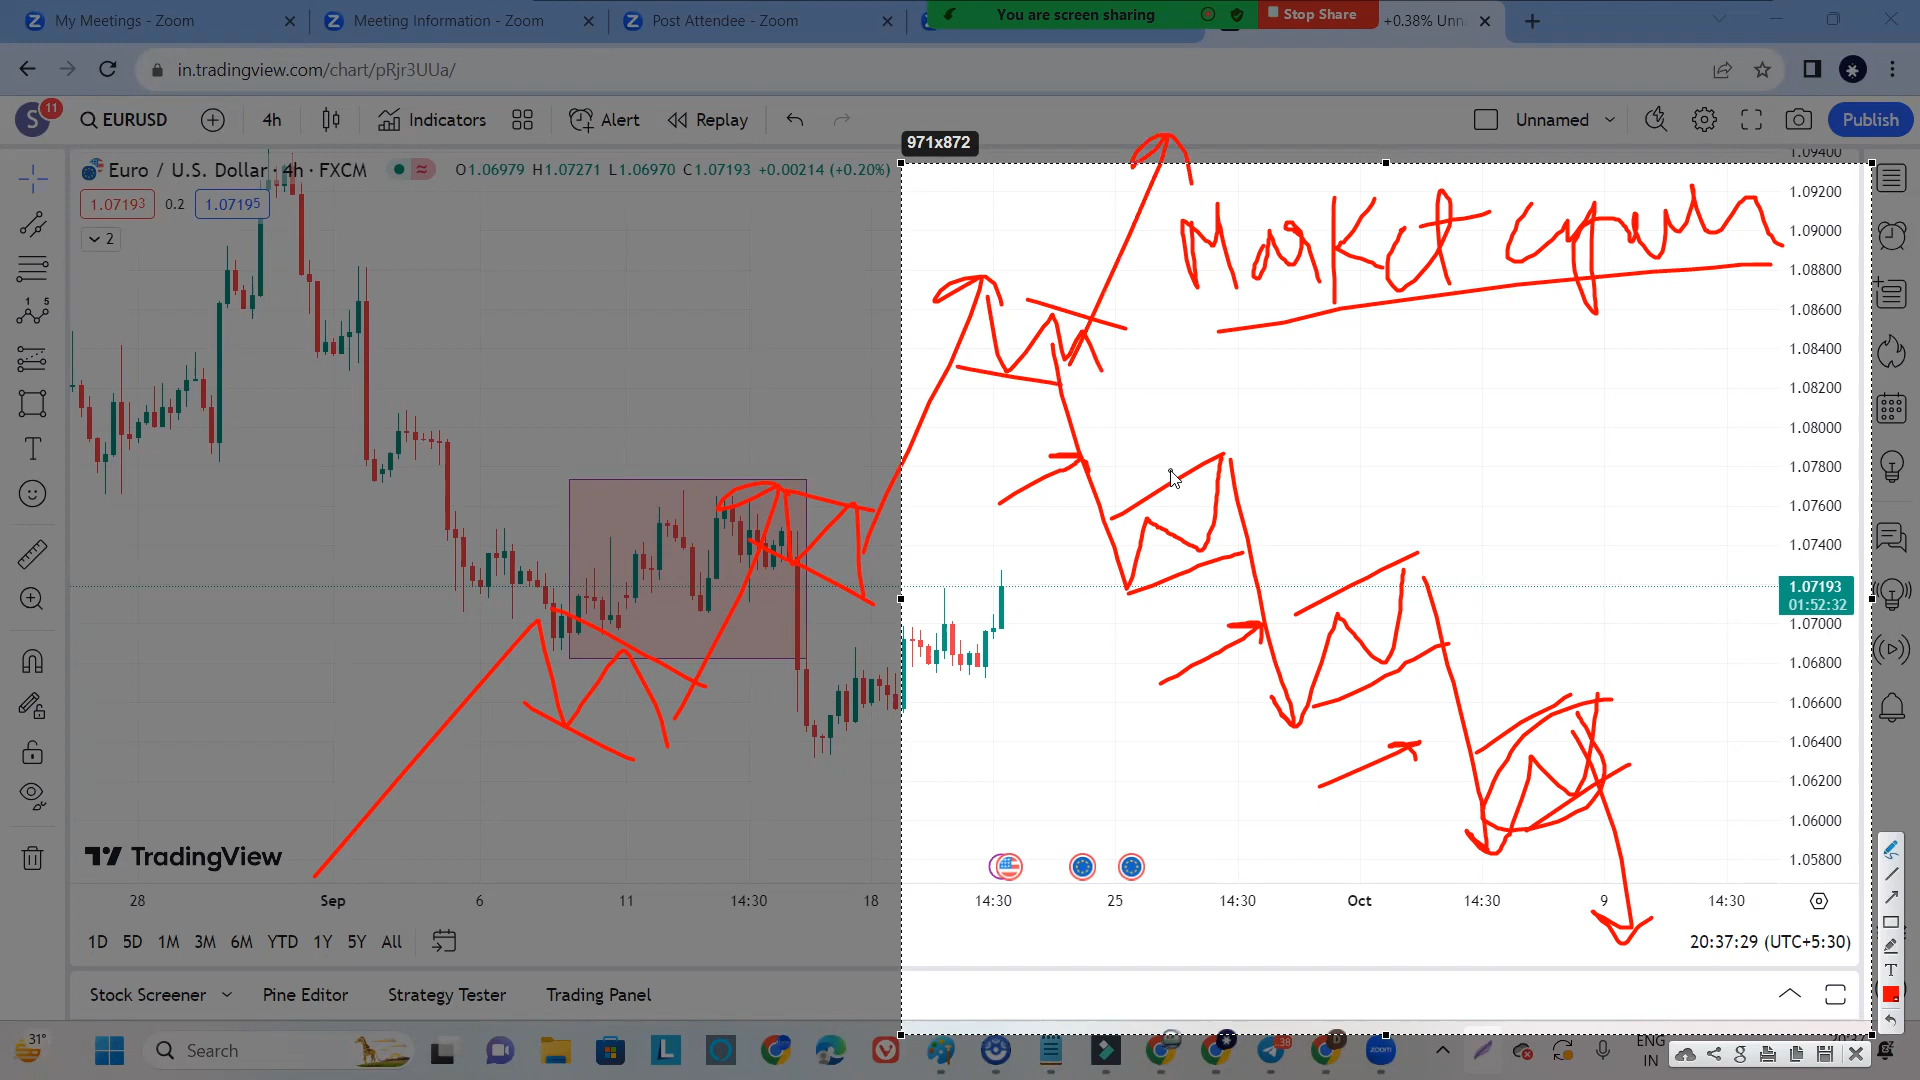 My Meetings - Zoom
Meeting Information - Zoom
Post Attendee - Zoom
You are screen sharing
Stop Share
+0.38% Unn
in.tradingview.com/chart/pRjr3UUa/
S 11
EURUSD
4h
Indicators
Alert
Replay
Unnamed
Publish
971x872
Euro / U.S. Dollar · 4h · FXCM
O1.06979 H1.07271 L1.06970 C1.07193 +0.00214 (+0.20%)
1.07193
0.2
1.07195
2
Market
1.09400
1.09200
1.09000
1.08800
1.08600
1.08400
1.08200
1.08000
1.07800
1.07600
1.07400
1.07193
01:52:32
1.07000
1.06800
1.06600
1.06400
1.06200
1.06000
1.05800
TradingView
28 Sep 6 11 14:30 18 14:30 25 14:30 Oct 14:30 9 14:30
1D 5D 1M 3M 6M YTD 1Y 5Y All
20:37:29 (UTC+5:30)
Stock Screener
Pine Editor
Strategy Tester
Trading Panel
31°
Search
38
zoom
ENG
IN